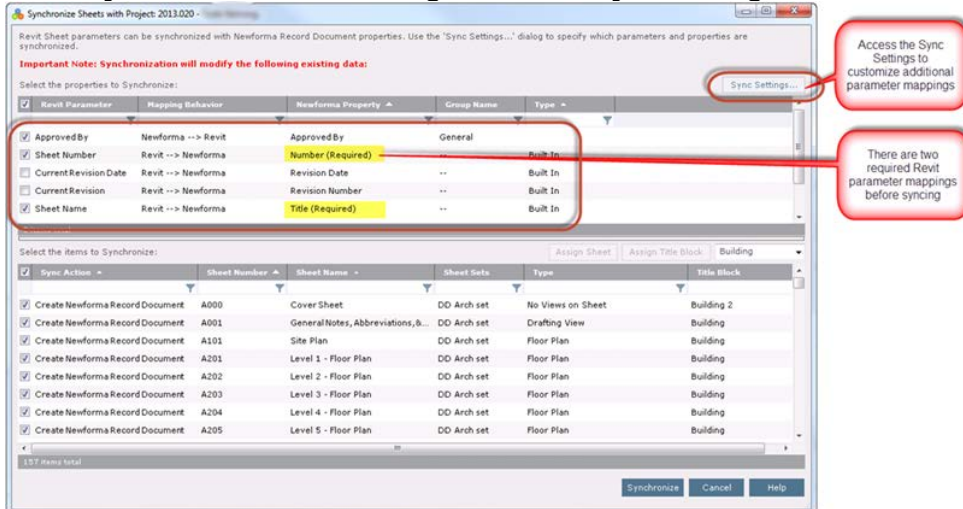 Synchronize Sheets with Project: 2013.020 -
Revit Sheet parameters can be synchronized with Newforma Record Document properties. Use the 'Sync Settings...' dialog to specify which parameters and properties are
synchronized.
Important Note: Synchronization will modify the following existing data:
Select the properties to Synchronize:
Sync Settings...
Access the Sync
Settings to
customize additional
parameter mappings
Revit Parameter Mapping Behavior Newforma Property Group Name Type
Approved By Newforma --> Revit Approved By General
Sheet Number Revit --> Newforma Number (Required) -- Built In
Current Revision Date Revit --> Newforma Revision Date -- Built In
Current Revision Revit --> Newforma Revision Number -- Built In
Sheet Name Revit --> Newforma Title (Required) -- Built In
There are two
required Revit
parameter mappings
before syncing
Select the items to Synchronize:
Assign Sheet Assign Title Block Building
Sync Action Sheet Number Sheet Name Sheet Sets Type Title Block
Create Newforma Record Document A000 Cover Sheet DD Arch set No Views on Sheet Building 2
Create Newforma Record Document A001 General Notes, Abbreviations, &... DD Arch set Drafting View Building
Create Newforma Record Document A101 Site Plan DD Arch set Floor Plan Building
Create Newforma Record Document A201 Level 1 - Floor Plan DD Arch set Floor Plan Building
Create Newforma Record Document A202 Level 2 - Floor Plan DD Arch set Floor Plan Building
Create Newforma Record Document A203 Level 3 - Floor Plan DD Arch set Floor Plan Building
Create Newforma Record Document A204 Level 4 - Floor Plan DD Arch set Floor Plan Building
Create Newforma Record Document A205 Level 5 - Floor Plan DD Arch set Floor Plan Building
157 items total
Synchronize Cancel Help